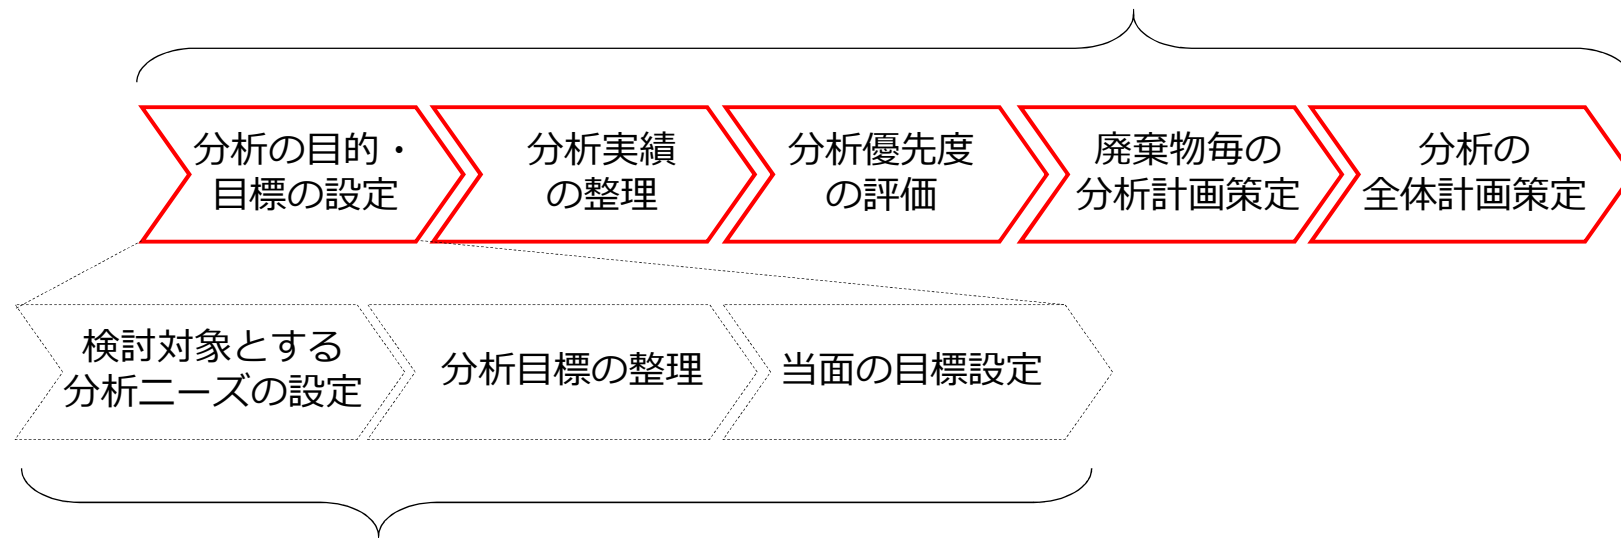 分析の目的・
目標の設定
分析実績
の整理
分析優先度
の評価
廃棄物毎の
分析計画策定
分析の
全体計画策定
検討対象とする
分析ニーズの設定
分析目標の整理
当面の目標設定